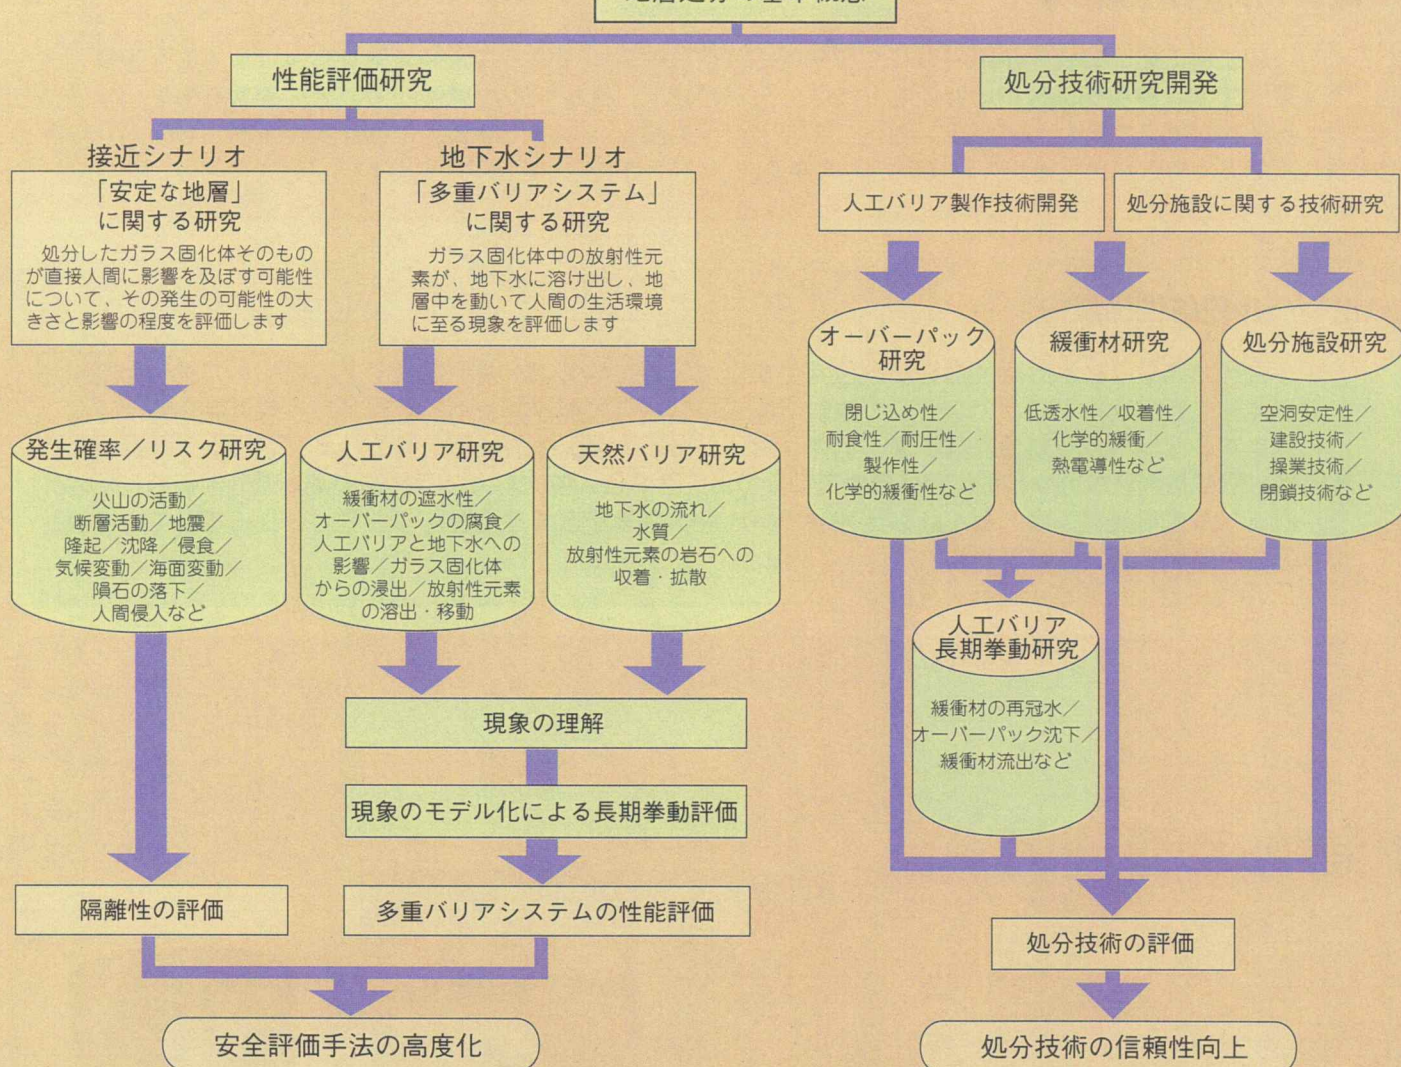 性能評価研究
処分技術研究開発
接近シナリオ
「安定な地層」
に関する研究
処分したガラス固化体そのもの
が直接人間に影響を及ぼす可能性
について、その発生の可能性の大
きさと影響の程度を評価します
地下水シナリオ
「多重バリアシステム」
に関する研究
ガラス固化体中の放射性元
素が、地下水に溶け出し、地
層中を動いて人間の生活環境
に至る現象を評価します
人工バリア製作技術開発
処分施設に関する技術研究
発生確率／リスク研究
火山の活動／
断層活動／地震／
隆起／沈降／侵食／
気候変動／海面変動／
隕石の落下／
人間侵入など
人工バリア研究
緩衝材の遮水性／
オーバーパックの腐食／
人工バリアと地下水への
影響／ガラス固化体
からの浸出／放射性元素
の溶出・移動
天然バリア研究
地下水の流れ／
水質／
放射性元素の岩石への
収着・拡散
オーバーパック
研究
閉じ込め性／
耐食性／耐圧性／
製作性／
化学的緩衝性など
緩衝材研究
低透水性／収着性／
化学的緩衝／
熱電導性など
処分施設研究
空洞安定性／
建設技術／
操業技術／
閉鎖技術など
人工バリア
長期挙動研究
緩衝材の再冠水／
オーバーパック沈下／
緩衝材流出など
現象の理解
現象のモデル化による長期挙動評価
隔離性の評価
多重バリアシステムの性能評価
処分技術の評価
安全評価手法の高度化
処分技術の信頼性向上